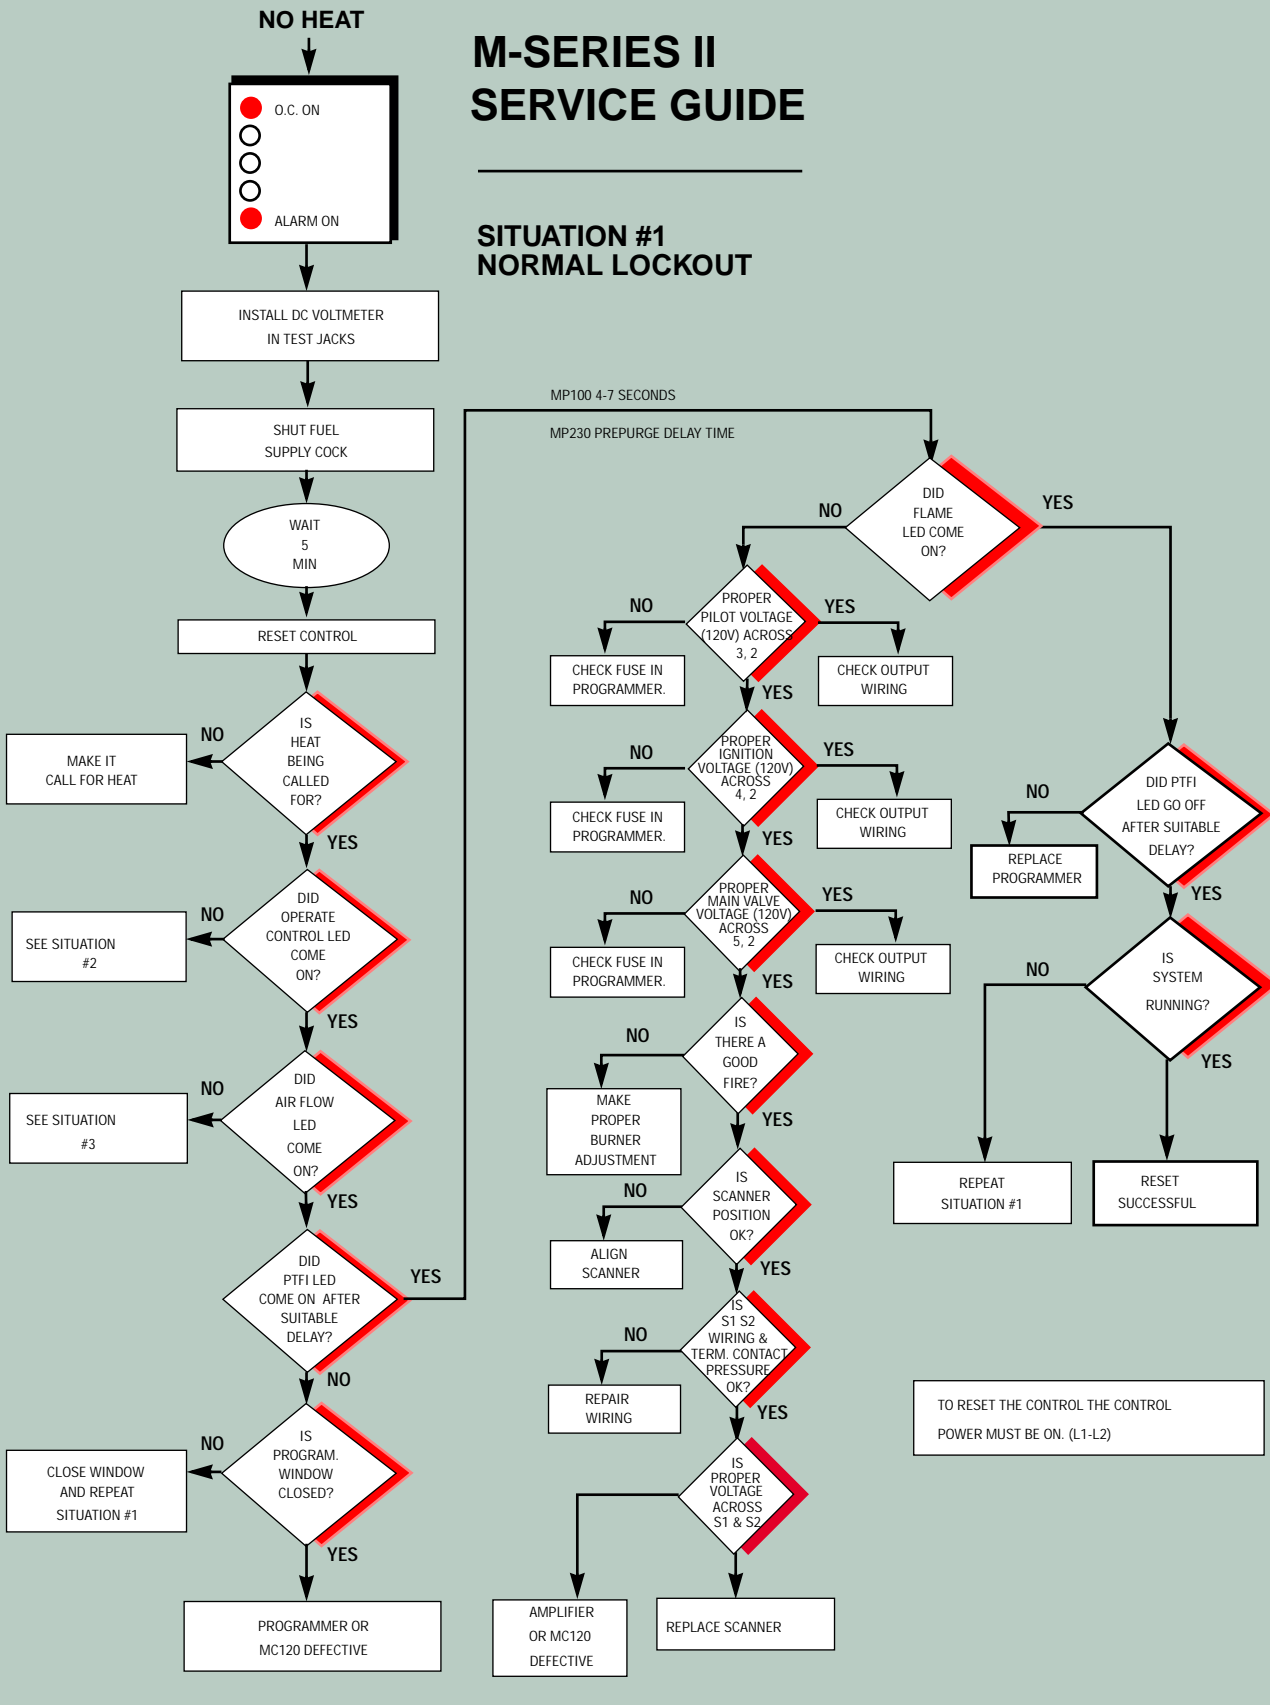 NO HEAT
M-SERIES II
SERVICE GUIDE
O.C. ON
ALARM ON
SITUATION #1
NORMAL LOCKOUT
INSTALL DC VOLTMETER
IN TEST JACKS
SHUT FUEL
SUPPLY COCK
WAIT
5
MIN
RESET CONTROL
IS
HEAT
BEING
CALLED
FOR?
NO
MAKE IT
CALL FOR HEAT
YES
DID
OPERATE
CONTROL LED
COME
ON?
NO
SEE SITUATION
#2
YES
DID
AIR FLOW
LED
COME
ON?
NO
SEE SITUATION
#3
YES
DID
PTFI LED
COME ON AFTER
SUITABLE
DELAY?
YES
NO
IS
PROGRAM.
WINDOW
CLOSED?
NO
CLOSE WINDOW
AND REPEAT
SITUATION #1
YES
PROGRAMMER OR
MC120 DEFECTIVE
MP100 4-7 SECONDS
MP230 PREPURGE DELAY TIME
DID
FLAME
LED COME
ON?
NO
YES
PROPER
PILOT VOLTAGE
(120V) ACROSS
3, 2
NO
CHECK FUSE IN
PROGRAMMER.
YES
CHECK OUTPUT
WIRING
YES
PROPER
IGNITION
VOLTAGE (120V)
ACROSS
4, 2
NO
CHECK FUSE IN
PROGRAMMER.
YES
CHECK OUTPUT
WIRING
YES
PROPER
MAIN VALVE
VOLTAGE (120V)
ACROSS
5, 2
NO
CHECK FUSE IN
PROGRAMMER.
YES
CHECK OUTPUT
WIRING
YES
IS
THERE A
GOOD
FIRE?
NO
MAKE
PROPER
BURNER
ADJUSTMENT
YES
IS
SCANNER
POSITION
OK?
NO
ALIGN
SCANNER
YES
IS
S1 S2
WIRING &
TERM. CONTACT
PRESSURE
OK?
NO
REPAIR
WIRING
YES
IS
PROPER
VOLTAGE
ACROSS
S1 & S2
AMPLIFIER
OR MC120
DEFECTIVE
REPLACE SCANNER
DID PTFI
LED GO OFF
AFTER SUITABLE
DELAY?
NO
REPLACE
PROGRAMMER
YES
IS
SYSTEM
RUNNING?
NO
YES
REPEAT
SITUATION #1
RESET
SUCCESSFUL
TO RESET THE CONTROL THE CONTROL
POWER MUST BE ON. (L1-L2)